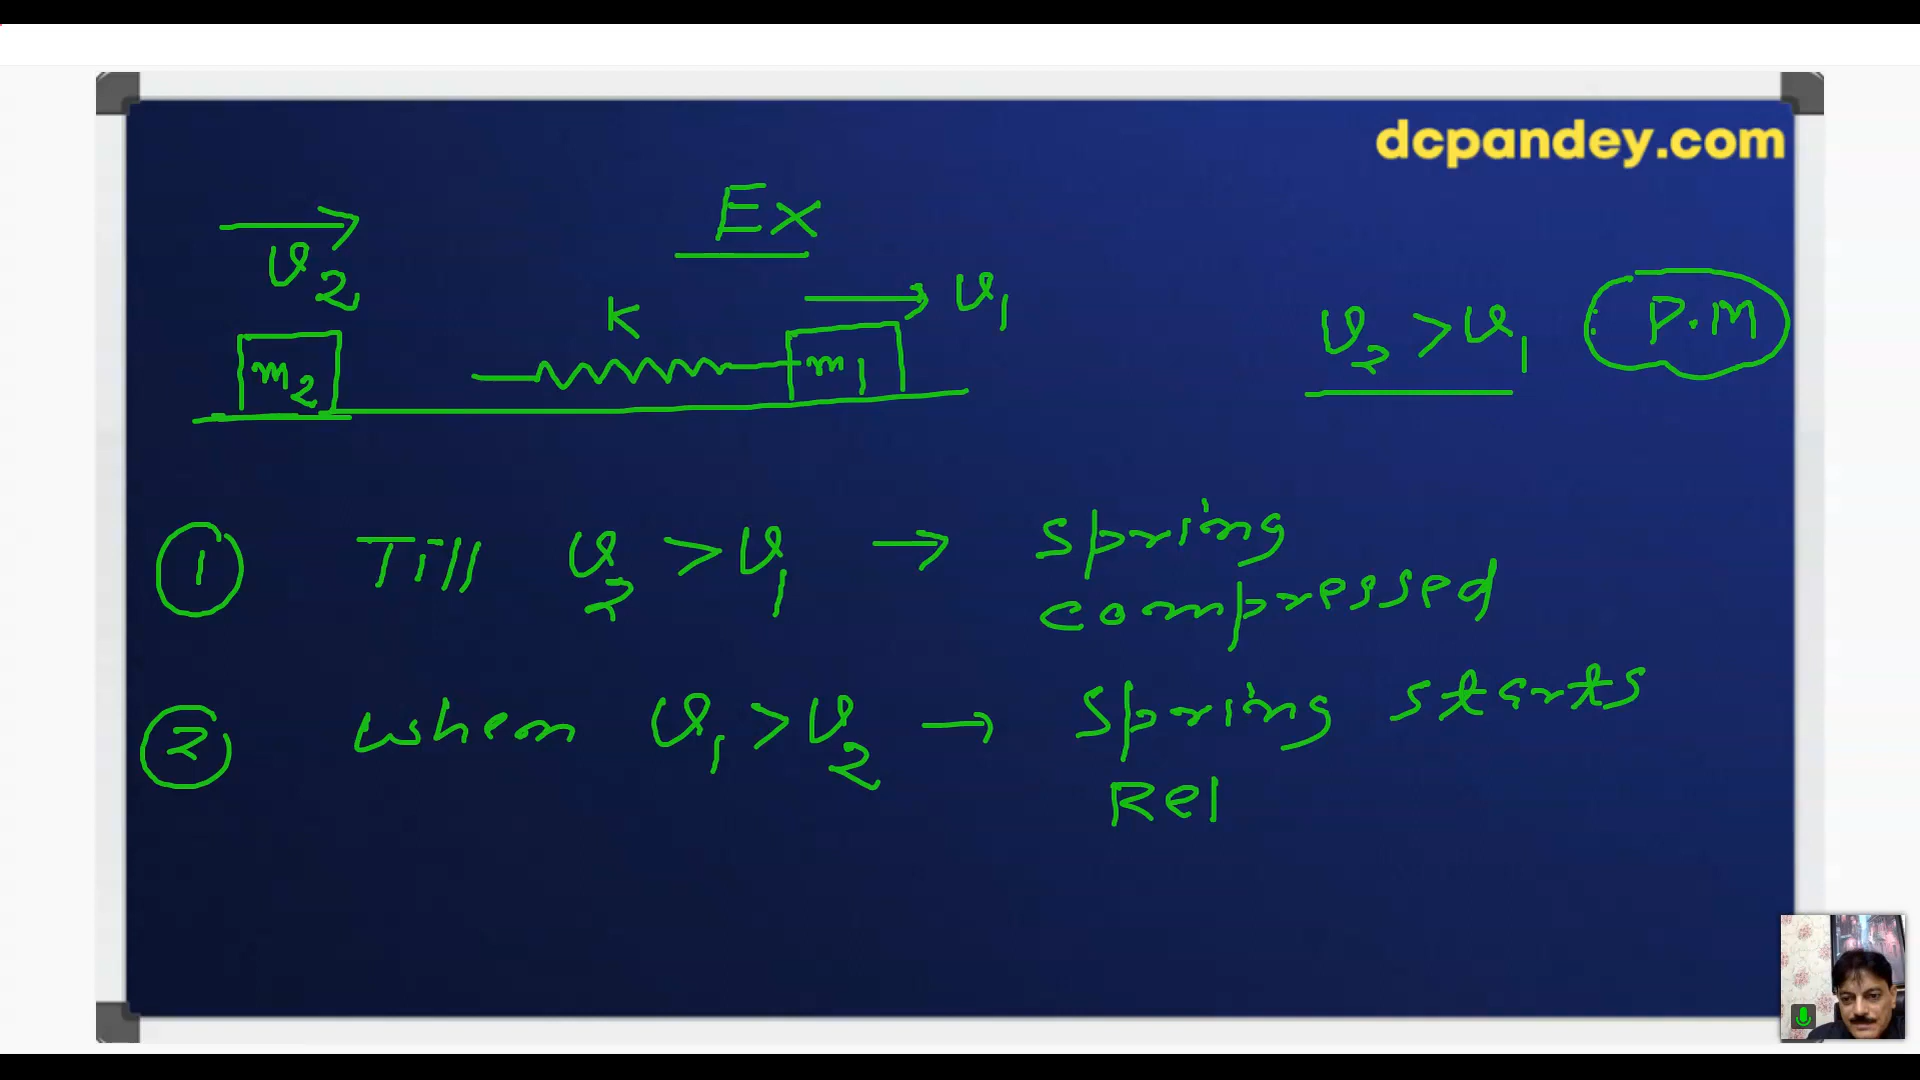 dcpandey.com
Ex
v2
K
v1
v2 > v1
P.M
m2
m1
1 Till v2 > v1 → spring
compressed
2 when v1 > v2 → spring starts
Rel